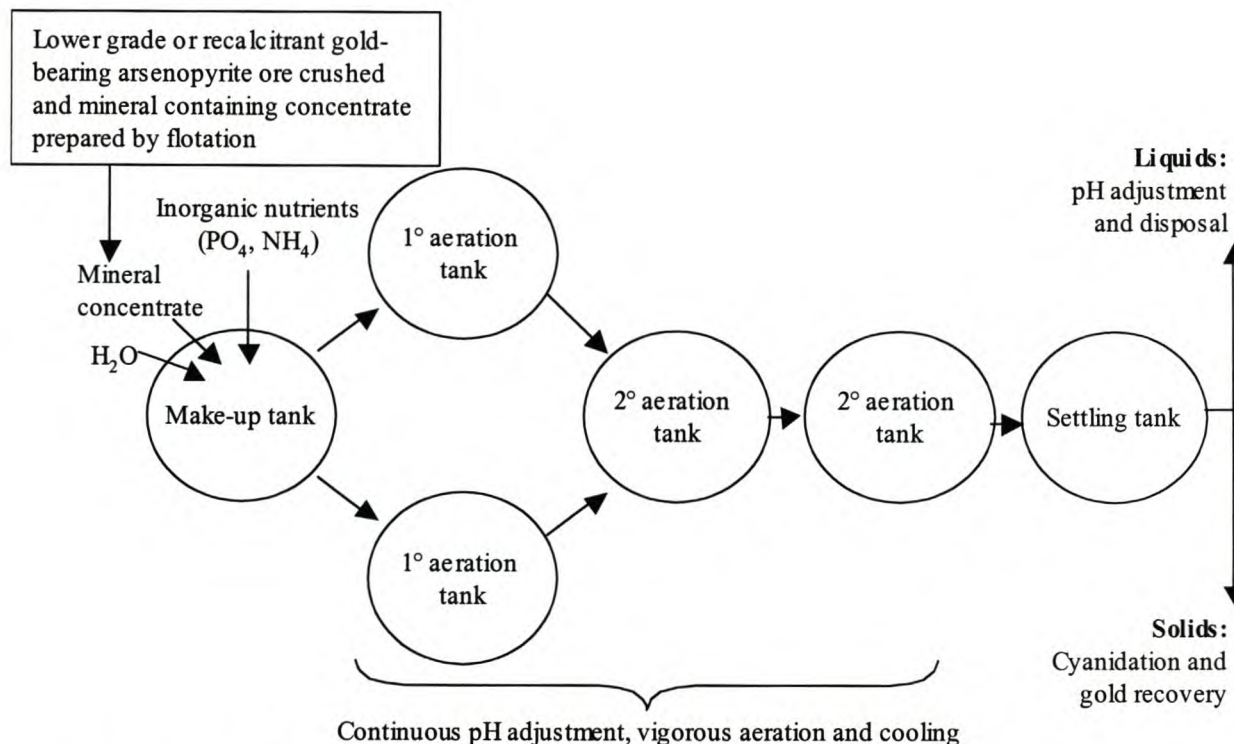 Lower grade or recalcitrant gold-
bearing arsenopyrite ore crushed
and mineral containing concentrate
prepared by flotation
Inorganic nutrients
(PO₄, NH₄)
Mineral
concentrate
H₂O
Make-up tank
1° aeration
tank
1° aeration
tank
2° aeration
tank
2° aeration
tank
Settling tank
Liquids:
pH adjustment
and disposal
Solids:
Cyanidation and
gold recovery
Continuous pH adjustment, vigorous aeration and cooling